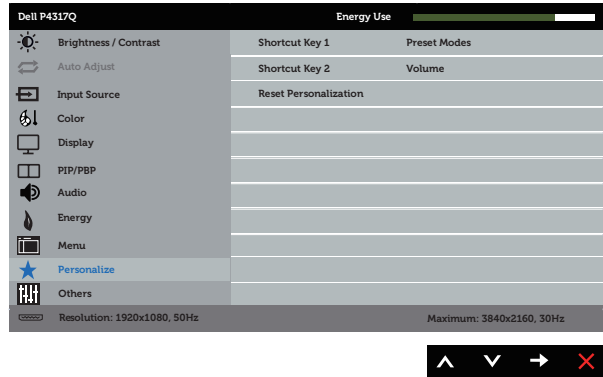 Dell P4317Q Energy Use
Brightness / Contrast Shortcut Key 1 Preset Modes
Auto Adjust Shortcut Key 2 Volume
Input Source Reset Personalization
Color
Display
PIP/PBP
Audio
Energy
Menu
Personalize
Others
Resolution: 1920x1080, 50Hz Maximum: 3840x2160, 30Hz